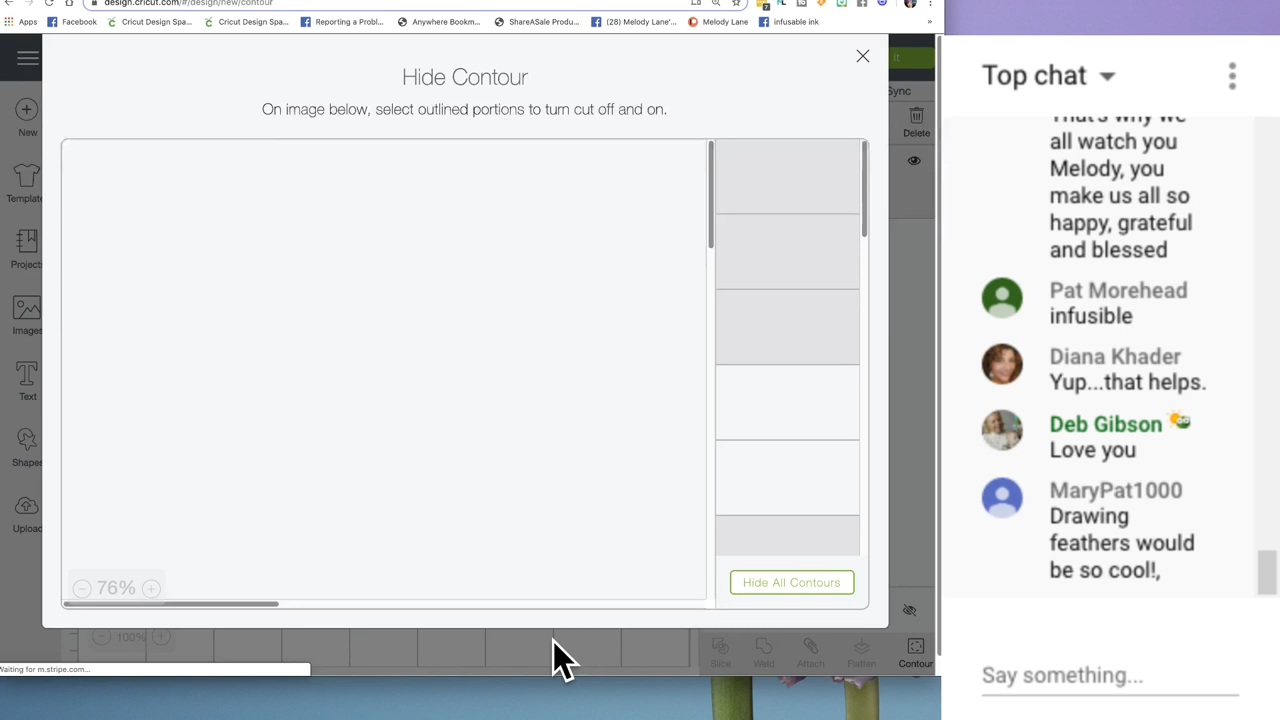 design.cricut.com/#/design/new/contour
Apps Facebook Cricut Design Spa... Cricut Design Spa... Reporting a Probl... Anywhere Bookm... ShareASale Produ... (28) Melody Lane'... Melody Lane infusable ink »
Hide Contour
On image below, select outlined portions to turn cut off and on.
It
Sync
Delete
New
Template
Projects
Images
Text
Shapes
Upload
76%
Hide All Contours
100%
Slice Weld Attach Flatten Contour
Waiting for m.stripe.com...
Top chat
That's why we
all watch you
Melody, you
make us all so
happy, grateful
and blessed
Pat Morehead
infusible
Diana Khader
Yup...that helps.
Deb Gibson
Love you
MaryPat1000
Drawing
feathers would
be so cool!,
Say something...